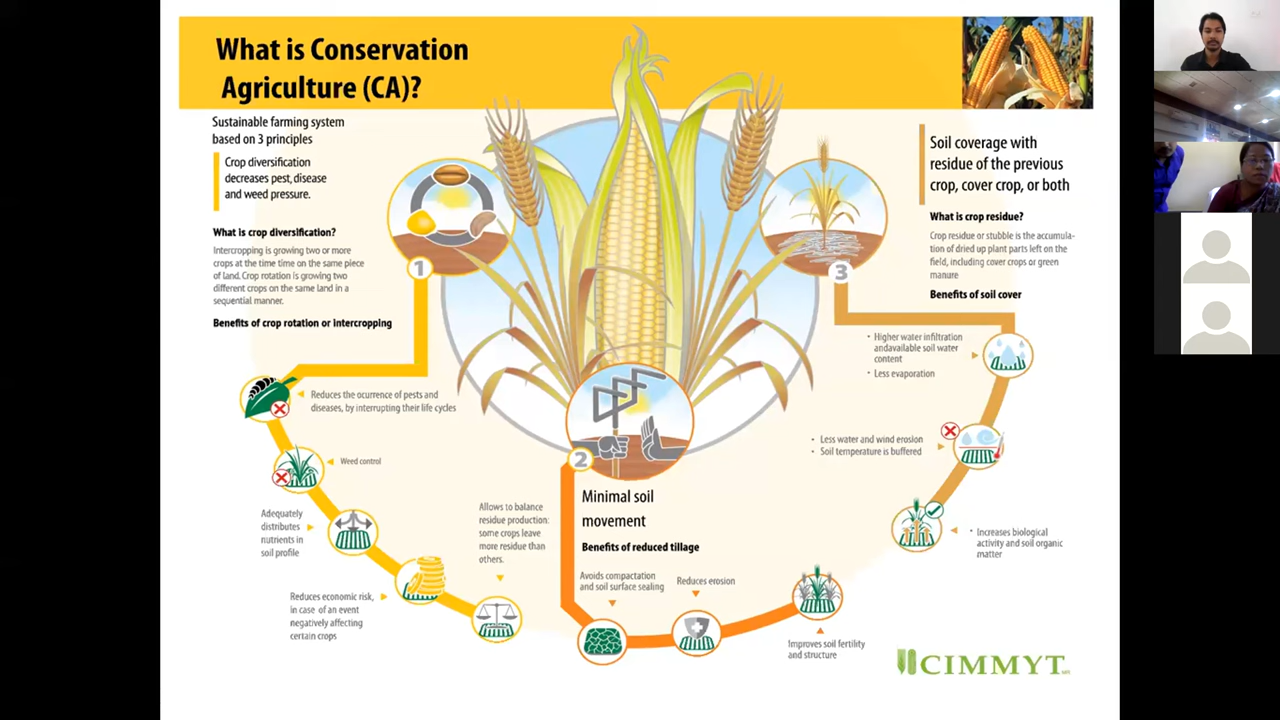 What is Conservation
Agriculture (CA)?
Sustainable farming system
based on 3 principles
Crop diversification
decreases pest, disease
and weed pressure.
What is crop diversification?
Intercropping is growing two or more
crops at the time time on the same piece
of land. Crop rotation is growing two
different crops on the same land in a
sequential manner.
Benefits of crop rotation or intercropping
1
Reduces the ocurrence of pests and
diseases, by interrupting their life cycles
Weed control
Adequately
distributes
nutrients in
soil profile
Reduces economic risk,
in case of an event
negatively affecting
certain crops
Allows to balance
residue production:
some crops leave
more residue than
others.
2
Minimal soil
movement
Benefits of reduced tillage
Avoids compactation
and soil surface sealing
Reduces erosion
Improves soil fertility
and structure
Soil coverage with
residue of the previous
crop, cover crop, or both
What is crop residue?
Crop residue or stubble is the accumula-
tion of dried up plant parts left on the
field, including cover crops or green
manure
Benefits of soil cover
3
• Higher water infiltration
andavailable soil water
content
• Less evaporation
• Less water and wind erosion
• Soil temperature is buffered
• Increases biological
activity and soil organic
matter
CIMMYT